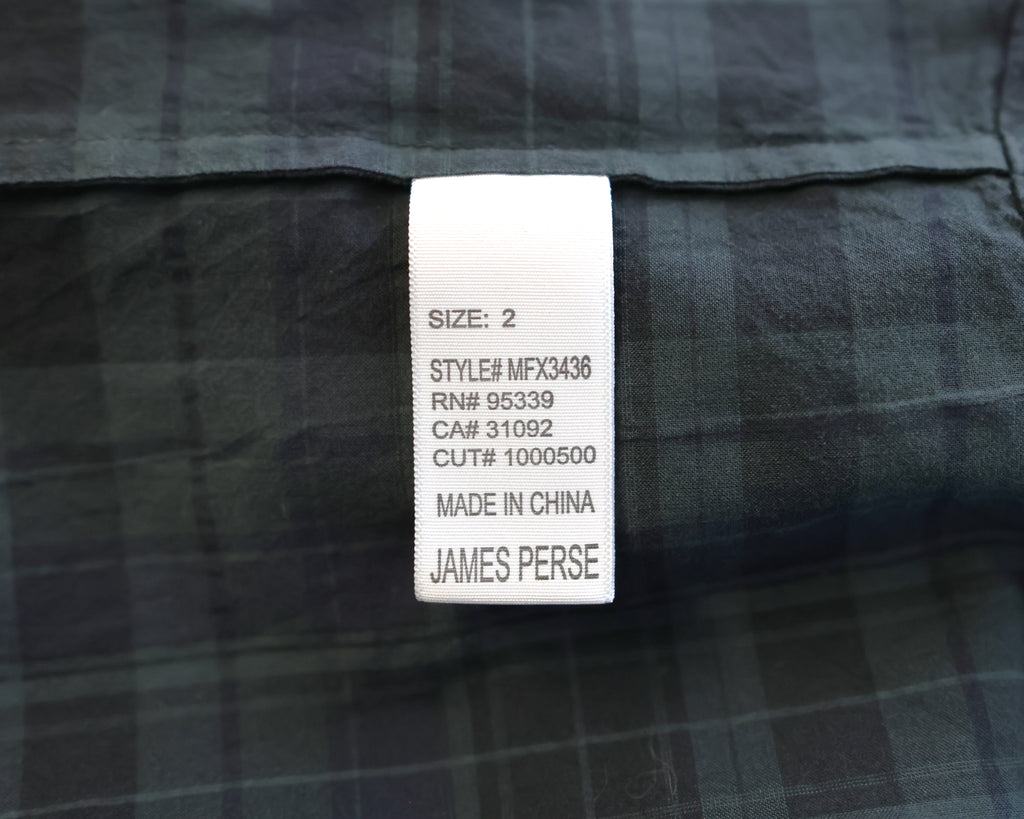 SIZE: 2
STYLE# MFX3436
RN# 95339
CA# 31092
CUT# 1000500
MADE IN CHINA
JAMES PERSE